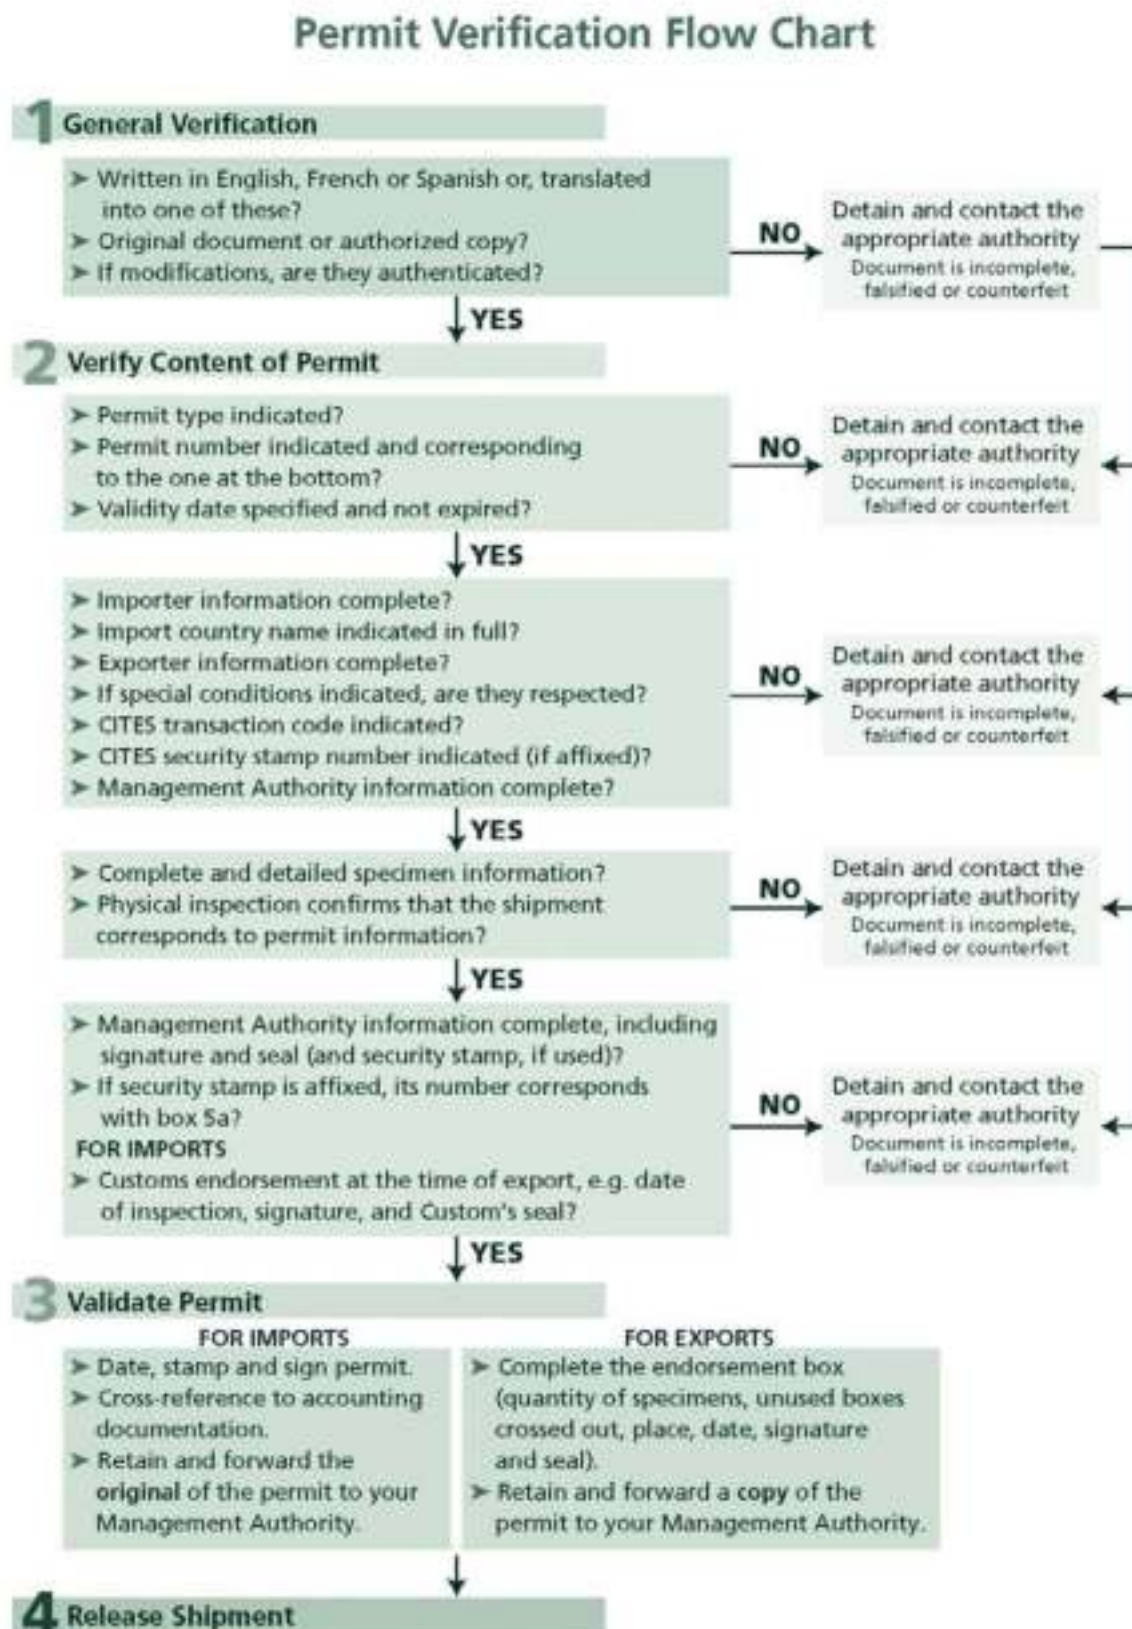 Permit Verification Flow Chart
1 General Verification
➤ Written in English, French or Spanish or, translated
into one of these?
➤ Original document or authorized copy?
➤ If modifications, are they authenticated?
NO
Detain and contact the
appropriate authority
Document is incomplete,
falsified or counterfeit
YES
2 Verify Content of Permit
➤ Permit type indicated?
➤ Permit number indicated and corresponding
to the one at the bottom?
➤ Validity date specified and not expired?
NO
Detain and contact the
appropriate authority
Document is incomplete,
falsified or counterfeit
YES
➤ Importer information complete?
➤ Import country name indicated in full?
➤ Exporter information complete?
➤ If special conditions indicated, are they respected?
➤ CITES transaction code indicated?
➤ CITES security stamp number indicated (if affixed)?
➤ Management Authority information complete?
NO
Detain and contact the
appropriate authority
Document is incomplete,
falsified or counterfeit
YES
➤ Complete and detailed specimen information?
➤ Physical inspection confirms that the shipment
corresponds to permit information?
NO
Detain and contact the
appropriate authority
Document is incomplete,
falsified or counterfeit
YES
➤ Management Authority information complete, including
signature and seal (and security stamp, if used)?
➤ If security stamp is affixed, its number corresponds
with box 5a?
FOR IMPORTS
➤ Customs endorsement at the time of export, e.g. date
of inspection, signature, and Custom's seal?
NO
Detain and contact the
appropriate authority
Document is incomplete,
falsified or counterfeit
YES
3 Validate Permit
FOR IMPORTS
➤ Date, stamp and sign permit.
➤ Cross-reference to accounting
documentation.
➤ Retain and forward the
original of the permit to your
Management Authority.
FOR EXPORTS
➤ Complete the endorsement box
(quantity of specimens, unused boxes
crossed out, place, date, signature
and seal).
➤ Retain and forward a copy of the
permit to your Management Authority.
4 Release Shipment